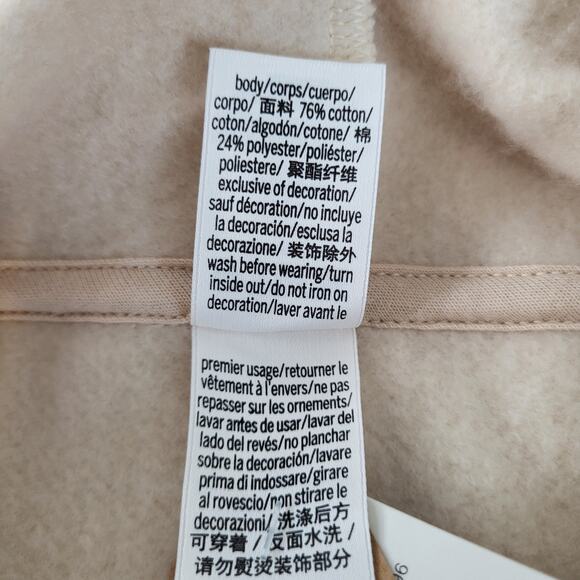 body/corps/cuerpo/
corpo/ 面料 76% cotton/
coton/algodón/cotone/ 棉
24% polyester/poliéster/
poliestere/ 聚酯纤维
exclusive of decoration/
sauf décoration/no incluye
la decoración/esclusa la
decorazione/ 装饰除外
wash before wearing/turn
inside out/do not iron on
decoration/laver avant le
premier usage/retourner le
vêtement à l'envers/ne pas
repasser sur les ornements/
lavar antes de usar/lavar del
lado del revés/no planchar
sobre la decoración/lavare
prima di indossare/girare
al rovescio/non stirare le
decorazioni/ 洗涤后方
可穿着/ 反面水洗/
请勿熨烫装饰部分